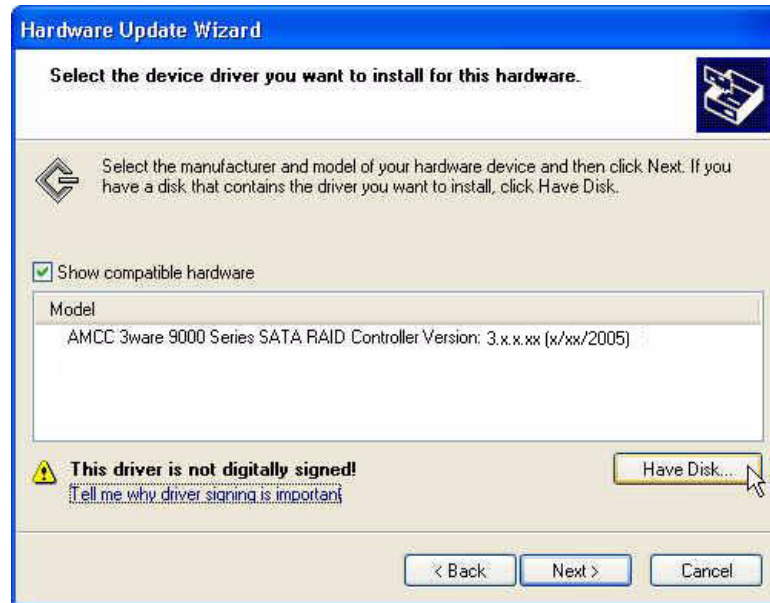 Hardware Update Wizard
Select the device driver you want to install for this hardware.
Select the manufacturer and model of your hardware device and then click Next. If you
have a disk that contains the driver you want to install, click Have Disk.
Show compatible hardware
Model
AMCC 3ware 9000 Series SATA RAID Controller Version: 3.x.x.xx (x/xx/2005)
This driver is not digitally signed!
Have Disk...
Tell me why driver signing is important
< Back
Next >
Cancel